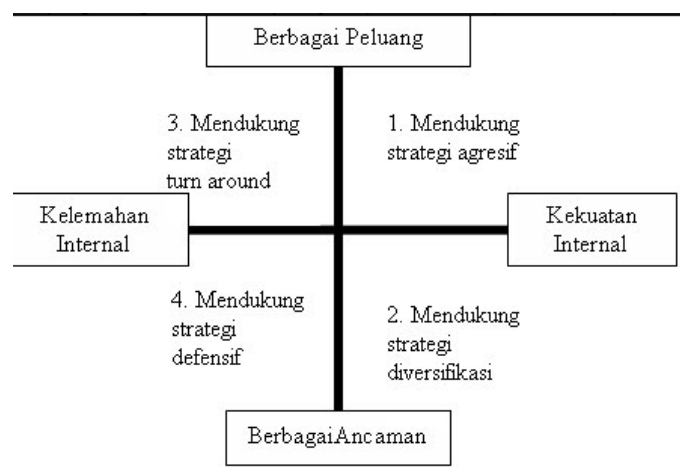 Berbagai Peluang
3. Mendukung
strategi
turn around
1. Mendukung
strategi agresif
Kelemahan
Internal
Kekuatan
Internal
4. Mendukung
strategi
defensif
2. Mendukung
strategi
diversifikasi
BerbagaiAncaman